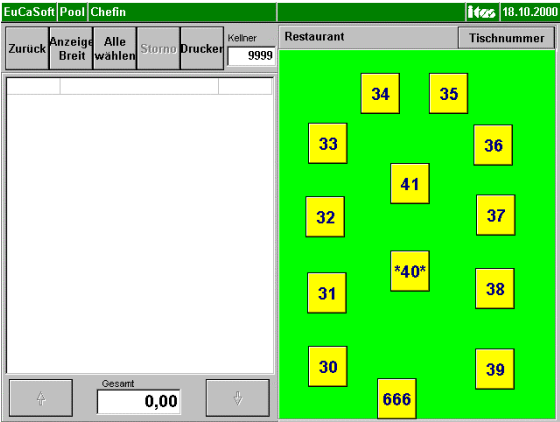 EuCaSoft Pool Chefin itos 18.10.2000
Zurück Anzeige Breit Alle wählen Storno Drucker Kellner 9999
Restaurant Tischnummer
34 35
33 36
41
32 37
*40*
31 38
30 39
666
Gesamt
0,00